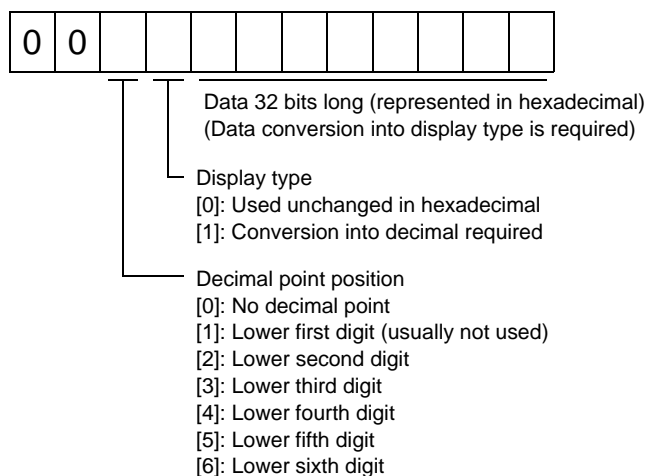 0 0
Data 32 bits long (represented in hexadecimal)
(Data conversion into display type is required)
Display type
[0]: Used unchanged in hexadecimal
[1]: Conversion into decimal required
Decimal point position
[0]: No decimal point
[1]: Lower first digit (usually not used)
[2]: Lower second digit
[3]: Lower third digit
[4]: Lower fourth digit
[5]: Lower fifth digit
[6]: Lower sixth digit